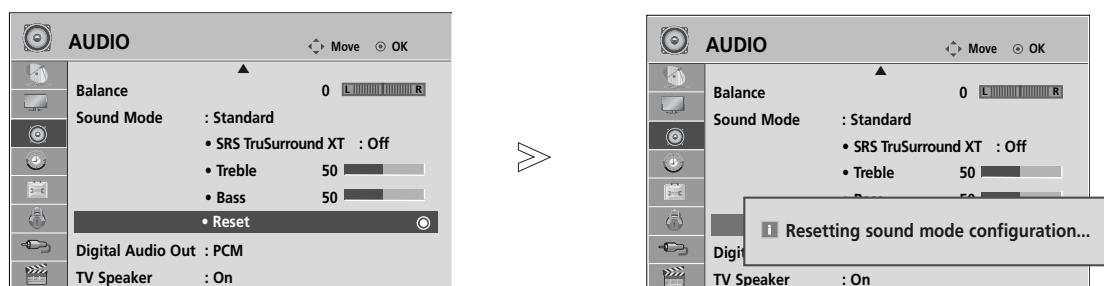 AUDIO
Move OK
Balance 0 L R
Sound Mode : Standard
• SRS TruSurround XT : Off
• Treble 50
• Bass 50
• Reset
Digital Audio Out : PCM
TV Speaker : On
AUDIO
Move OK
Balance 0 L R
Sound Mode : Standard
• SRS TruSurround XT : Off
• Treble 50
i Resetting sound mode configuration...
Digit
TV Speaker : On